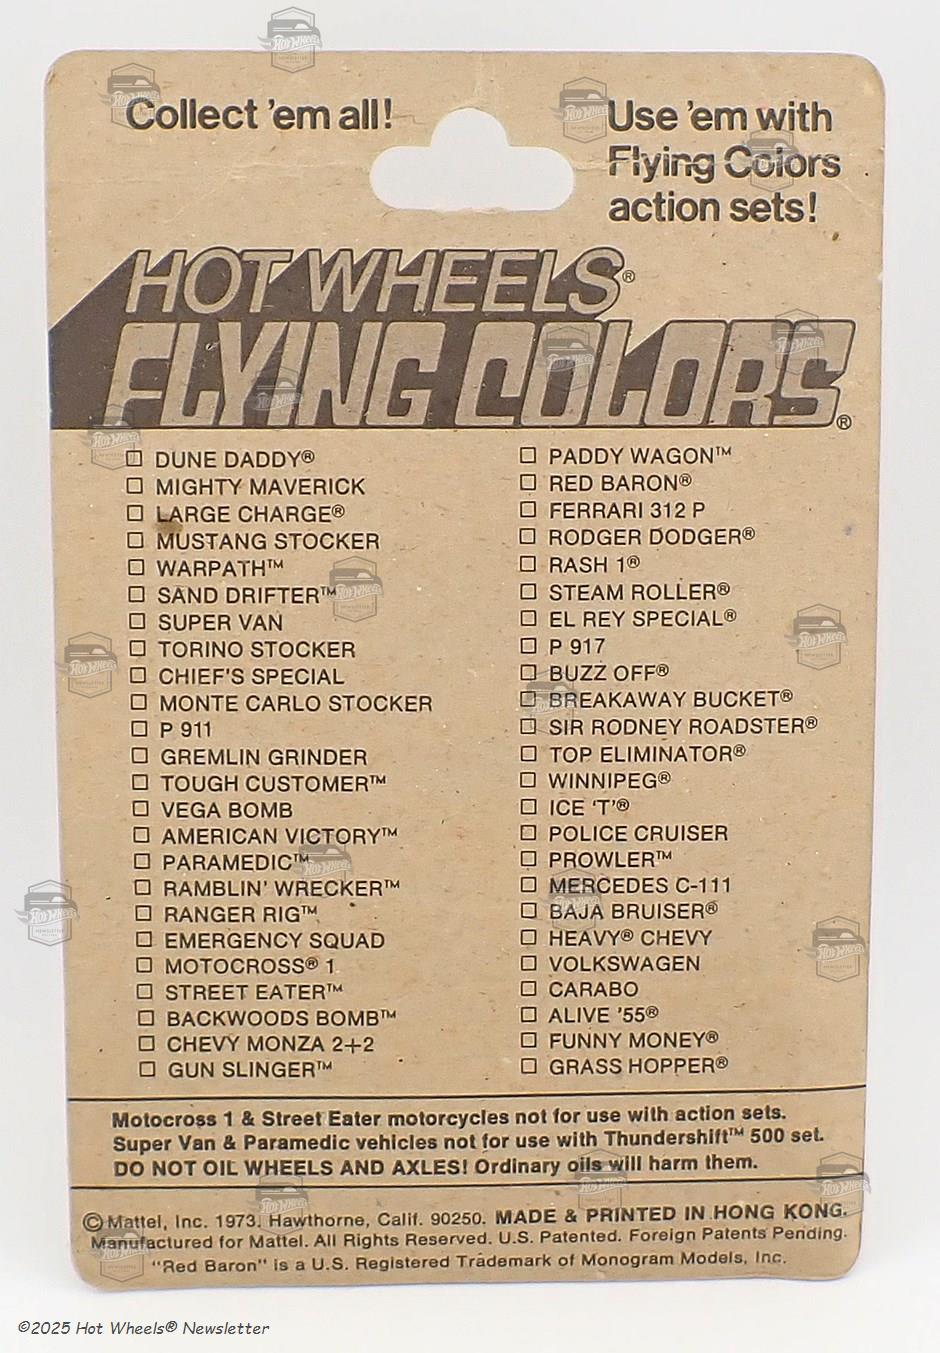 Collect 'em all!
Use 'em with
Flying Colors
action sets!
HOT WHEELS®
FLYING COLORS®
DUNE DADDY®
MIGHTY MAVERICK
LARGE CHARGE®
MUSTANG STOCKER
WARPATH™
SAND DRIFTER™
SUPER VAN
TORINO STOCKER
CHIEF'S SPECIAL
MONTE CARLO STOCKER
P 911
GREMLIN GRINDER
TOUGH CUSTOMER™
VEGA BOMB
AMERICAN VICTORY™
PARAMEDIC™
RAMBLIN' WRECKER™
RANGER RIG™
EMERGENCY SQUAD
MOTOCROSS® 1
STREET EATER™
BACKWOODS BOMB™
CHEVY MONZA 2+2
GUN SLINGER™
PADDY WAGON™
RED BARON®
FERRARI 312 P
RODGER DODGER®
RASH 1®
STEAM ROLLER®
EL REY SPECIAL®
P 917
BUZZ OFF®
BREAKAWAY BUCKET®
SIR RODNEY ROADSTER®
TOP ELIMINATOR®
WINNIPEG®
ICE 'T'®
POLICE CRUISER
PROWLER™
MERCEDES C-111
BAJA BRUISER®
HEAVY® CHEVY
VOLKSWAGEN
CARABO
ALIVE '55®
FUNNY MONEY®
GRASS HOPPER®
Motocross 1 & Street Eater motorcycles not for use with action sets.
Super Van & Paramedic vehicles not for use with Thundershift™ 500 set.
DO NOT OIL WHEELS AND AXLES! Ordinary oils will harm them.
©Mattel, Inc. 1973. Hawthorne, Calif. 90250. MADE & PRINTED IN HONG KONG.
Manufactured for Mattel. All Rights Reserved. U.S. Patented. Foreign Patents Pending.
"Red Baron" is a U.S. Registered Trademark of Monogram Models, Inc.
©2025 Hot Wheels® Newsletter